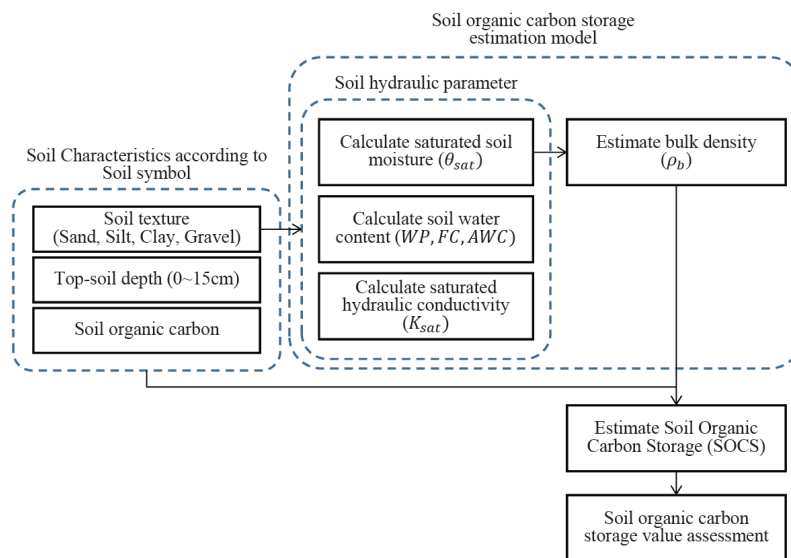 Soil organic carbon storage
estimation model
Soil hydraulic parameter
Calculate saturated soil
moisture (θsat)
Estimate bulk density
(ρb)
Soil Characteristics according to
Soil symbol
Soil texture
(Sand, Silt, Clay, Gravel)
Calculate soil water
content (WP, FC, AWC)
Top-soil depth (0~15cm)
Calculate saturated
hydraulic conductivity
(Ksat)
Soil organic carbon
Estimate Soil Organic
Carbon Storage (SOCS)
Soil organic carbon
storage value assessment